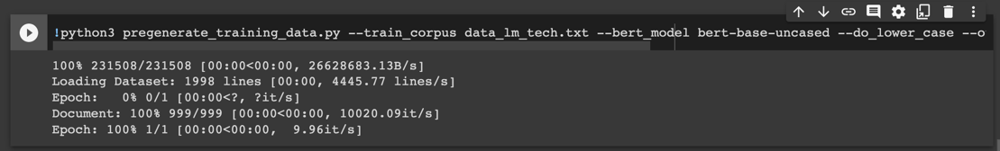 !python3 pregenerate_training_data.py --train_corpus data_lm_tech.txt --bert_model bert-base-uncased --do_lower_case --o
100% 231508/231508 [00:00<00:00, 26628683.13B/s]
Loading Dataset: 1998 lines [00:00, 4445.77 lines/s]
Epoch:   0% 0/1 [00:00<?, ?it/s]
Document: 100% 999/999 [00:00<00:00, 10020.09it/s]
Epoch: 100% 1/1 [00:00<00:00,  9.96it/s]